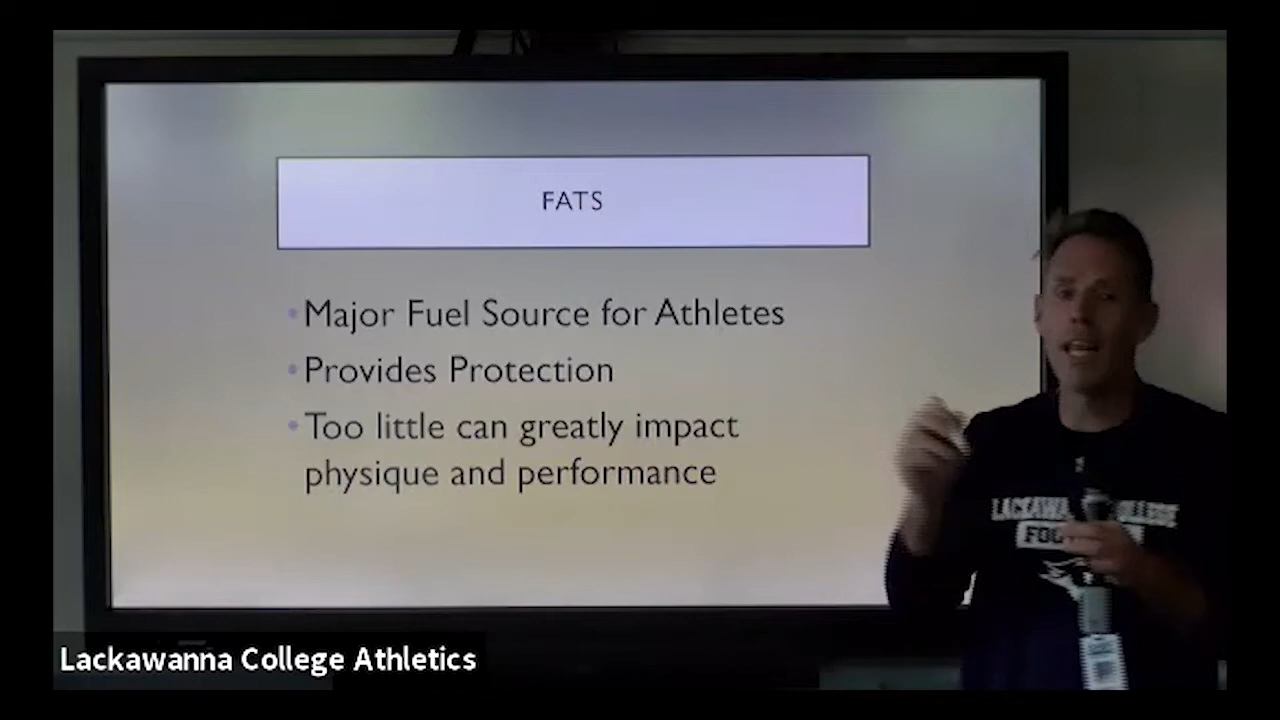 FATS
• Major Fuel Source for Athletes
• Provides Protection
• Too little can greatly impact
physique and performance
Lackawanna College Athletics